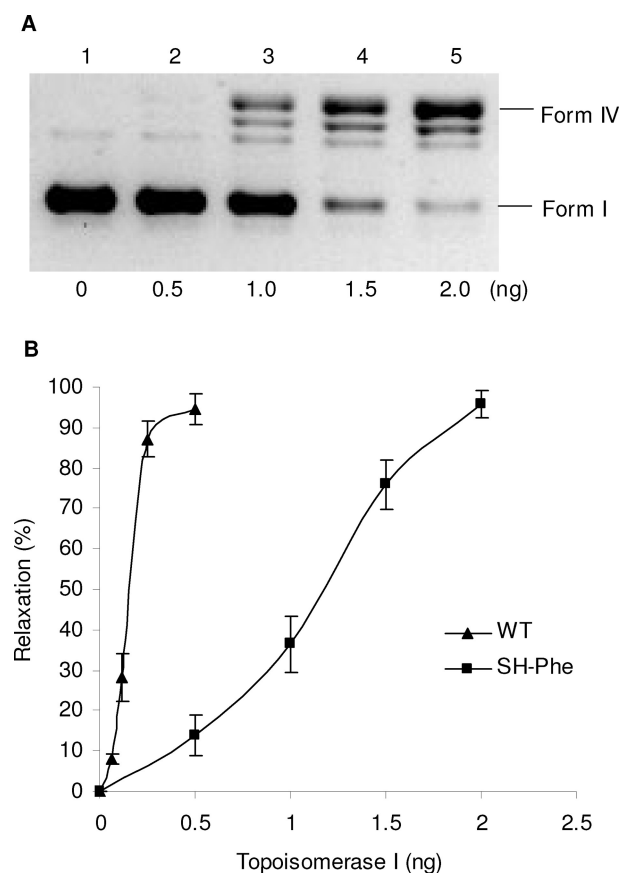 A
1 2 3 4 5
Form IV
Form I
0 0.5 1.0 1.5 2.0 (ng)
B
100
90
80
70
60
50
40
30
20
10
0
Relaxation (%)
WT
SH-Phe
0 0.5 1 1.5 2 2.5
Topoisomerase I (ng)